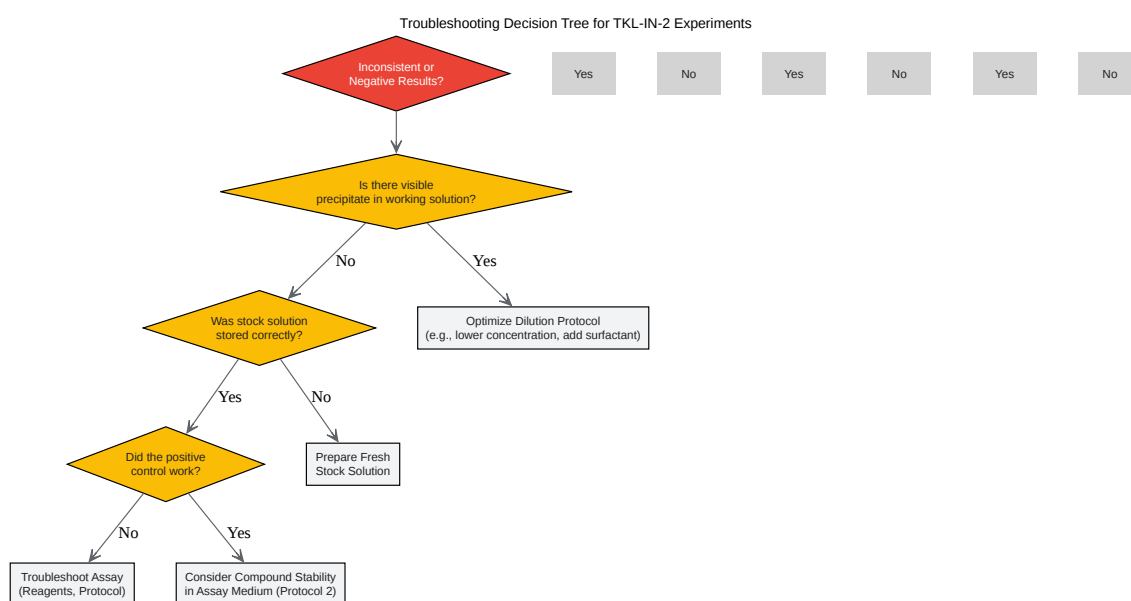 Troubleshooting Decision Tree for TKL-IN-2 Experiments
Inconsistent or
Negative Results?
Yes
No
Yes
No
Yes
No
Is there visible
precipitate in working solution?
No
Yes
Was stock solution
stored correctly?
Optimize Dilution Protocol
(e.g., lower concentration, add surfactant)
Yes
No
Did the positive
control work?
Prepare Fresh
Stock Solution
No
Yes
Troubleshoot Assay
(Reagents, Protocol)
Consider Compound Stability
in Assay Medium (Protocol 2)